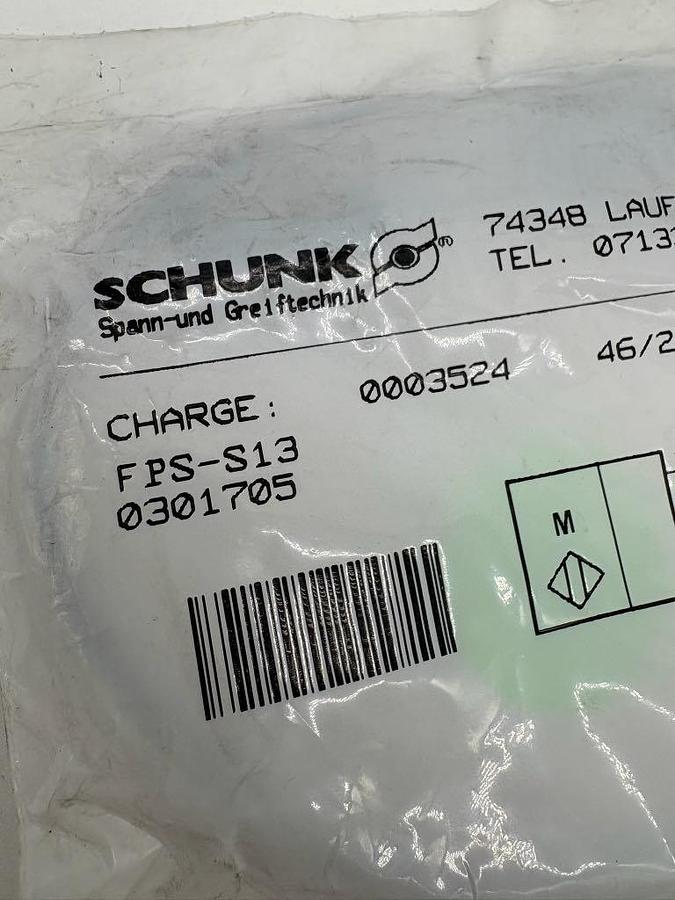 SCHUNK ®
Spann-und Greiftechnik
74348 LAUF
TEL. 0713
CHARGE: 0003524 46/2
FPS-S13
0301705
M